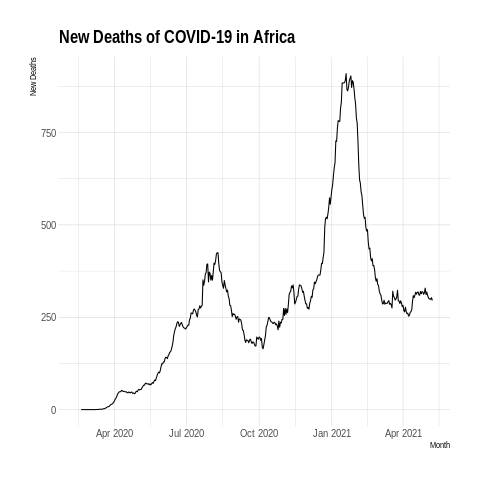 New Deaths of COVID-19 in Africa
New Deaths
750
500
250
0
Apr 2020 Jul 2020 Oct 2020 Jan 2021 Apr 2021
Month